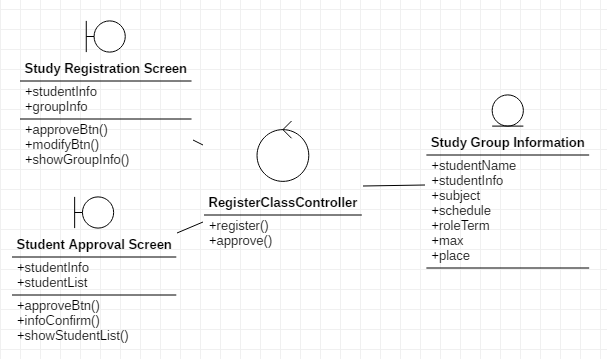 Study Registration Screen
+studentInfo
+groupInfo
+approveBtn()
+modifyBtn()
+showGroupInfo()
Student Approval Screen
+studentInfo
+studentList
+approveBtn()
+infoConfirm()
+showStudentList()
RegisterClassController
+register()
+approve()
Study Group Information
+studentName
+studentInfo
+subject
+schedule
+roleTerm
+max
+place